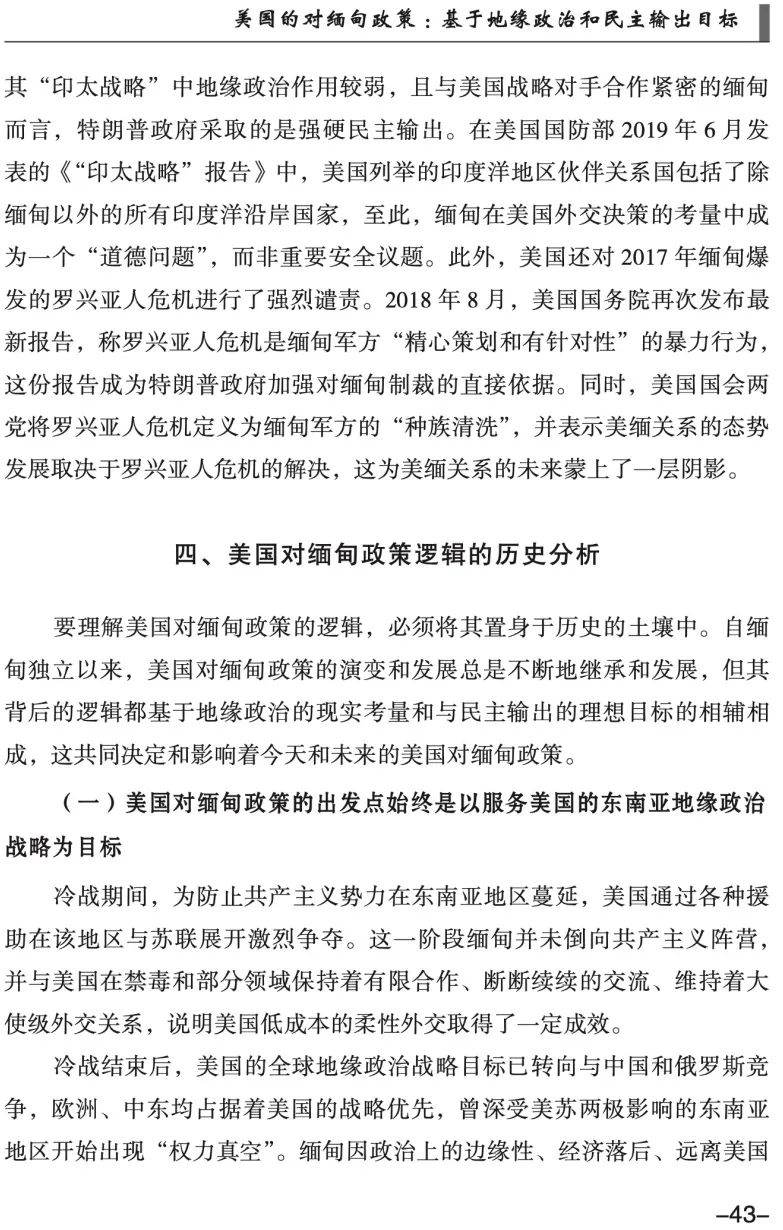 美国的对缅甸政策：基于地缘政治和民主输出目标
其“印太战略”中地缘政治作用较弱，且与美国战略对手合作紧密的缅甸
而言，特朗普政府采取的是强硬民主输出。在美国国防部 2019 年 6 月发
表的《“印太战略”报告》中，美国列举的印度洋地区伙伴关系国包括了除
缅甸以外的所有印度洋沿岸国家，至此，缅甸在美国外交决策的考量中成
为一个“道德问题”，而非重要安全议题。此外，美国还对 2017 年缅甸爆
发的罗兴亚人危机进行了强烈谴责。2018 年 8 月，美国国务院再次发布最
新报告，称罗兴亚人危机是缅甸军方“精心策划和有针对性”的暴力行为，
这份报告成为特朗普政府加强对缅甸制裁的直接依据。同时，美国国会两
党将罗兴亚人危机定义为缅甸军方的“种族清洗”，并表示美缅关系的态势
发展取决于罗兴亚人危机的解决，这为美缅关系的未来蒙上了一层阴影。
四、美国对缅甸政策逻辑的历史分析
要理解美国对缅甸政策的逻辑，必须将其置身于历史的土壤中。自缅
甸独立以来，美国对缅甸政策的演变和发展总是不断地继承和发展，但其
背后的逻辑都基于地缘政治的现实考量和与民主输出的理想目标的相辅相
成，这共同决定和影响着今天和未来的美国对缅甸政策。
（一）美国对缅甸政策的出发点始终是以服务美国的东南亚地缘政治
战略为目标
冷战期间，为防止共产主义势力在东南亚地区蔓延，美国通过各种援
助在该地区与苏联展开激烈争夺。这一阶段缅甸并未倒向共产主义阵营，
并与美国在禁毒和部分领域保持着有限合作、断断续续的交流、维持着大
使级外交关系，说明美国低成本的柔性外交取得了一定成效。
冷战结束后，美国的全球地缘政治战略目标已转向与中国和俄罗斯竞
争，欧洲、中东均占据着美国的战略优先，曾深受美苏两极影响的东南亚
地区开始出现“权力真空”。缅甸因政治上的边缘性、经济落后、远离美国
–43–